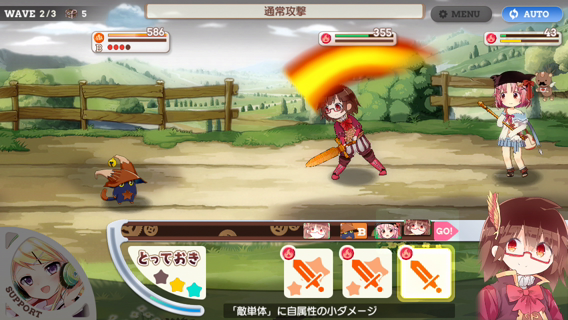 WAVE 2/3 5
通常攻撃
MENU
AUTO
586
B
355
43
B
GO!
とっておき
SUPPORT
「敵単体」に自属性の小ダメージ